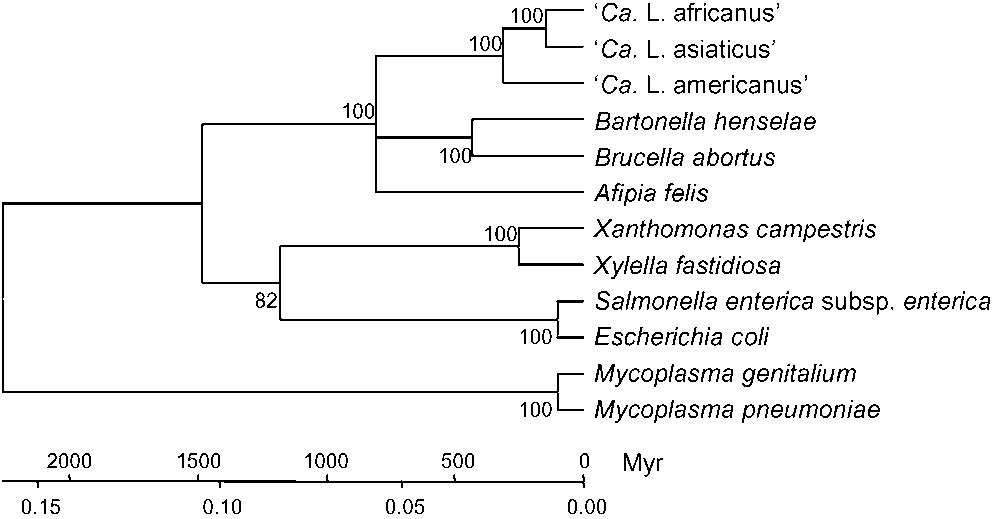 100
‘Ca. L. africanus’
100
‘Ca. L. asiaticus’
‘Ca. L. americanus’
100
Bartonella henselae
100
Brucella abortus
Afipia felis
100
Xanthomonas campestris
Xylella fastidiosa
82
Salmonella enterica subsp. enterica
100
Escherichia coli
Mycoplasma genitalium
100
Mycoplasma pneumoniae
2000 1500 1000 500 0 Myr
0.15 0.10 0.05 0.00